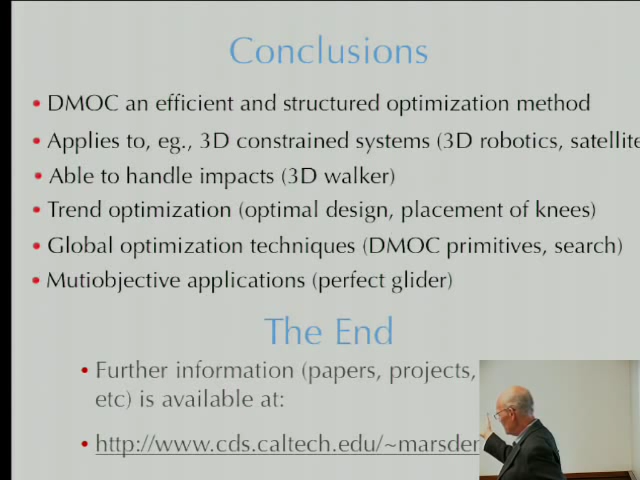 Conclusions
• DMOC an efficient and structured optimization method
• Applies to, eg., 3D constrained systems (3D robotics, satellite
• Able to handle impacts (3D walker)
• Trend optimization (optimal design, placement of knees)
• Global optimization techniques (DMOC primitives, search)
• Mutiobjective applications (perfect glider)
The End
• Further information (papers, projects,
etc) is available at:
• http://www.cds.caltech.edu/~marsden